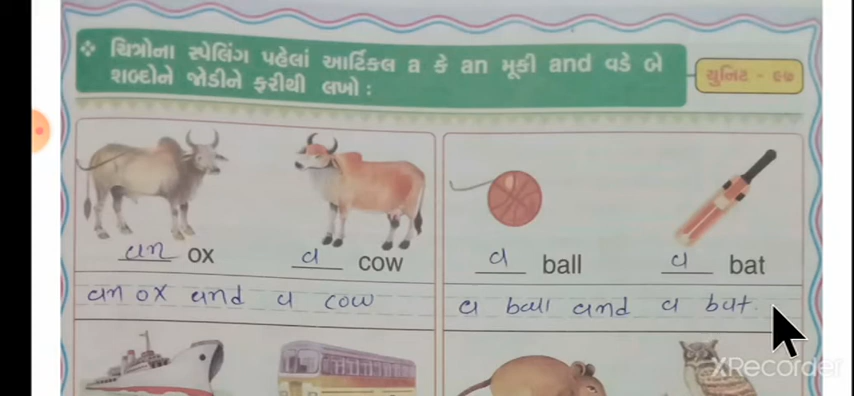 ❖ ચિત્રોના સ્પેલિંગ પહેલાં આર્ટિકલ a કે an મૂકી and વડે બે
શબ્દોને જોડીને ફરીથી લખો :
યુનિટ - ૯૭
an ox
a cow
a ball
a bat
an ox and a cow
a ball and a bat.
XRecorder